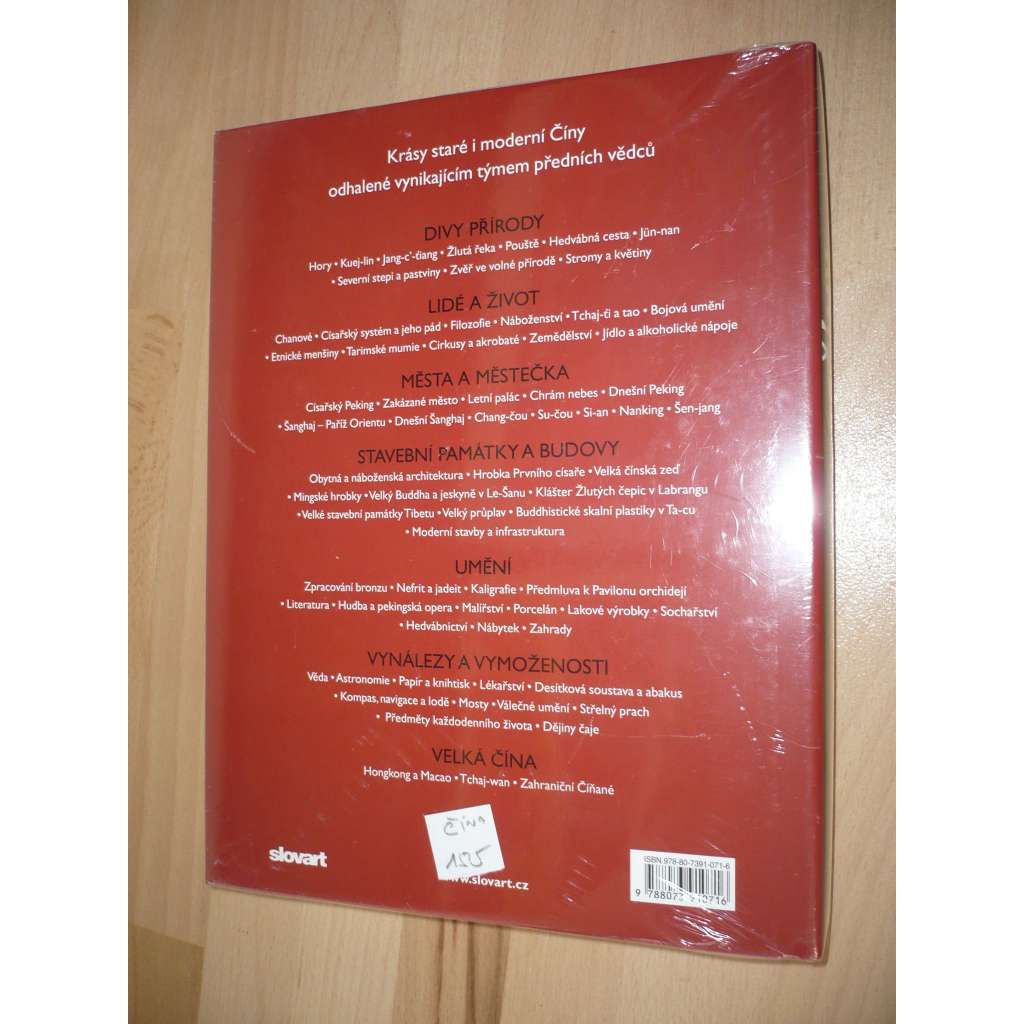 Krásy staré i moderní Číny
odhalené vynikajícím týmem předních vědců
DIVY PŘÍRODY
Hory • Kuej-lin • Jang-c’-ťiang • Žlutá řeka • Pouště • Hedvábná cesta • Jün-nan
• Severní stepi a pastviny • Zvěř ve volné přírodě • Stromy a květiny
LIDÉ A ŽIVOT
Chanové • Císařský systém a jeho pád • Filozofie • Náboženství • Tchaj-ťi a tao • Bojová umění
• Etnické menšiny • Tarimské mumie • Cirkusy a akrobaté • Zemědělství • Jídlo a alkoholické nápoje
MĚSTA A MĚSTEČKA
Císařský Peking • Zakázané město • Letní palác • Chrám nebes • Dnešní Peking
• Šanghaj – Paříž Orientu • Dnešní Šanghaj • Chang-čou • Su-čou • Si-an • Nanking • Šen-jang
STAVEBNÍ PAMÁTKY A BUDOVY
Obytná a náboženská architektura • Hrobka Prvního císaře • Velká čínská zeď
• Mingské hrobky • Velký Buddha a jeskyně v Le-Šanu • Klášter Žlutých čepic v Labrangu
• Velké stavební památky Tibetu • Velký průplav • Buddhistické skalní plastiky v Ta-cu
• Moderní stavby a infrastruktura
UMĚNÍ
Zpracování bronzu • Nefrit a jadeit • Kaligrafie • Předmluva k Pavilonu orchidejí
• Literatura • Hudba a pekingská opera • Malířství • Porcelán • Lakové výrobky • Sochařství
• Hedvábnictví • Nábytek • Zahrady
VYNÁLEZY A VYMOŽENOSTI
Věda • Astronomie • Papír a knihtisk • Lékařství • Desítková soustava a abakus
• Kompas, navigace a lodě • Mosty • Válečné umění • Střelný prach
• Předměty každodenního života • Dějiny čaje
VELKÁ ČÍNA
Hongkong a Macao • Tchaj-wan • Zahraniční Číňané
Čína
slovart
www.slovart.cz
ISBN 978-80-7391-071-6
9 788073 910716